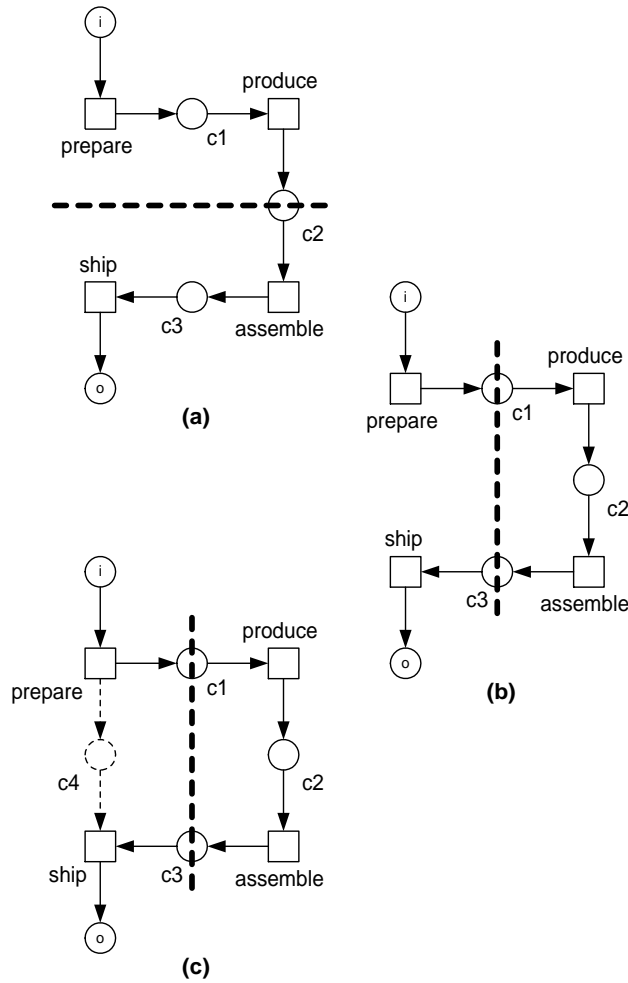 i
produce
c1
prepare
c2
ship
c3
assemble
o
(a)
i
produce
c1
prepare
c2
ship
c3
assemble
o
(b)
i
produce
c1
prepare
c4
c2
c3
ship
assemble
o
(c)